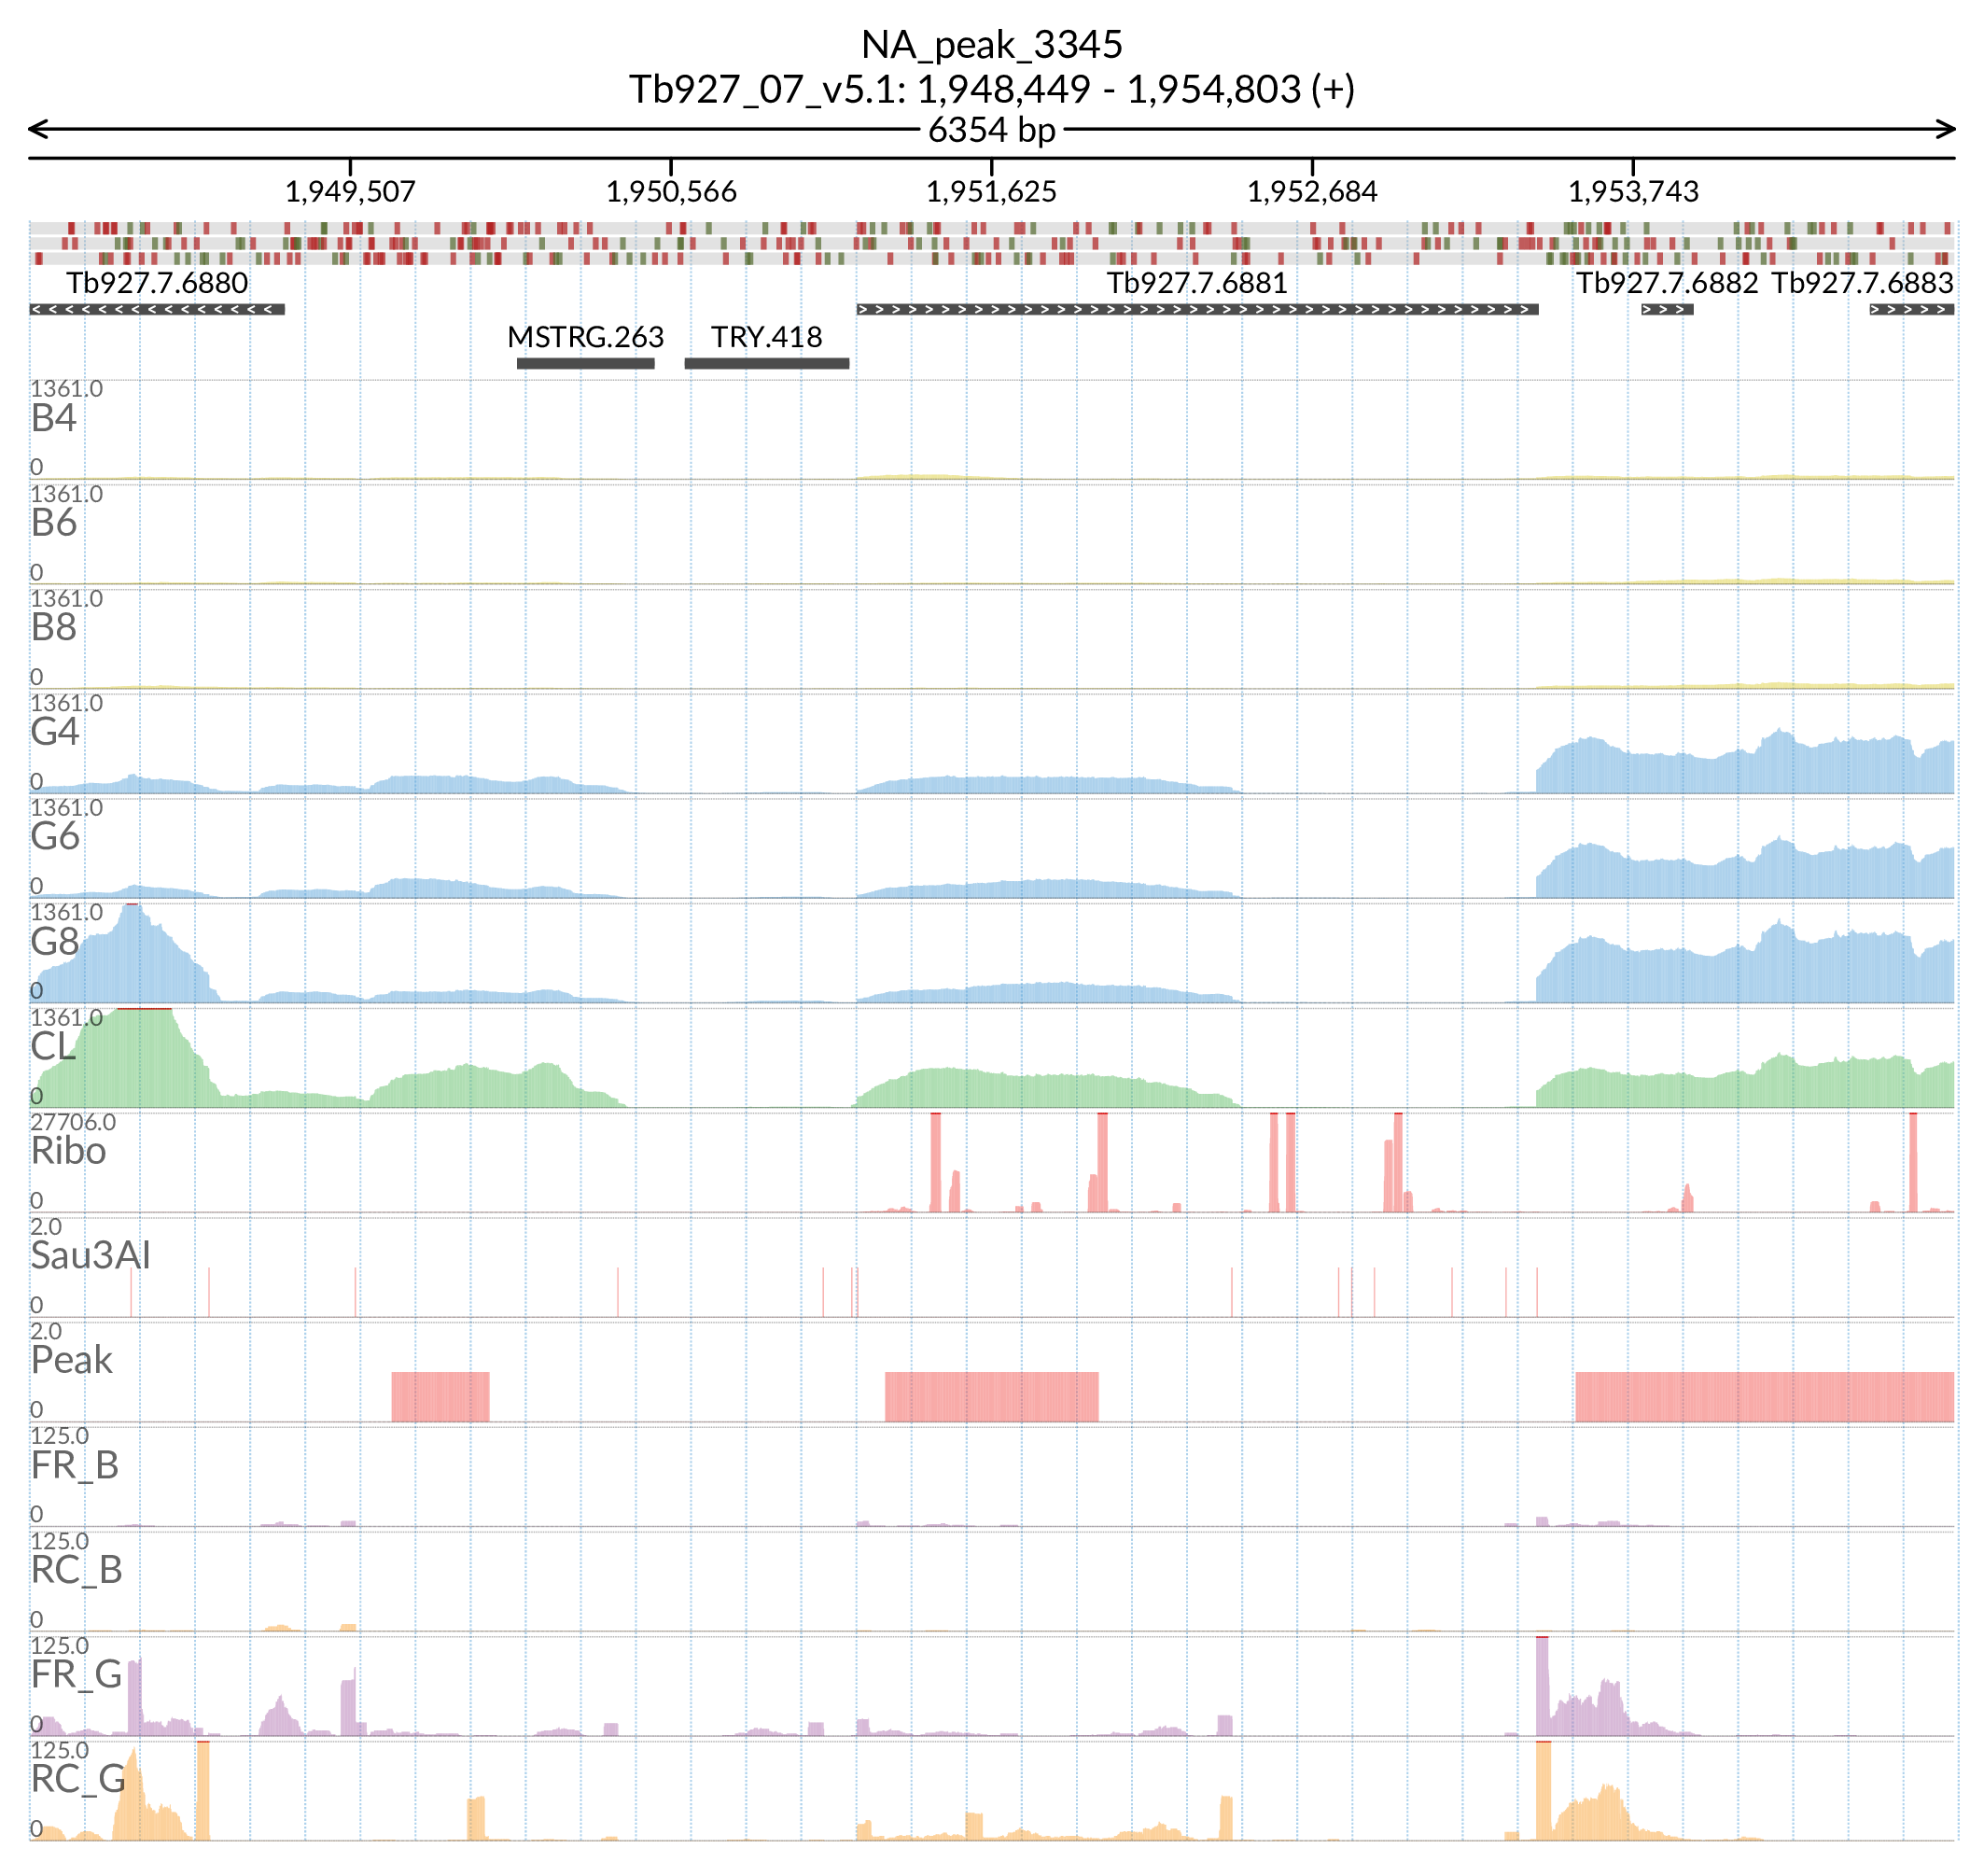 NA_peak_3345
Tb927_07_v5.1: 1,948,449 - 1,954,803 (+)
6354 bp
1,949,507 1,950,566 1,951,625 1,952,684 1,953,743
Tb927.7.6880 Tb927.7.6881 Tb927.7.6882 Tb927.7.6883
MSTRG.263 TRY.418
1361.0
B4
0
1361.0
B6
0
1361.0
B8
0
1361.0
G4
0
1361.0
G6
0
1361.0
G8
0
1361.0
CL
0
27706.0
Ribo
0
2.0
Sau3AI
0
2.0
Peak
0
125.0
FR_B
0
125.0
RC_B
0
125.0
FR_G
0
125.0
RC_G
0